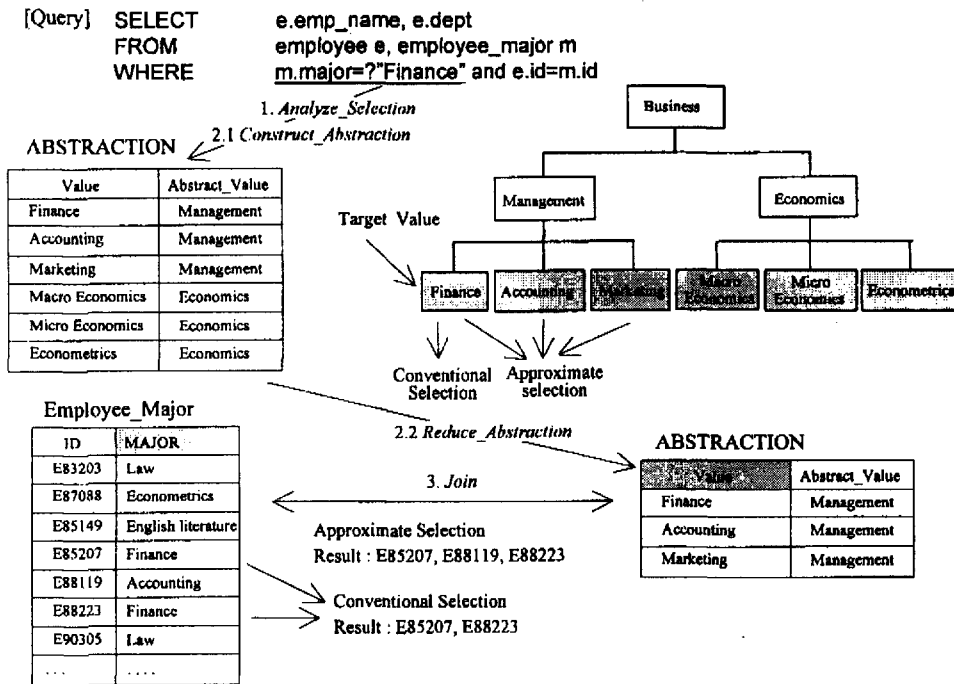 [Query] SELECT e.emp_name, e.dept
FROM employee e, employee_major m
WHERE m.major=?"Finance" and e.id=m.id
1. Analyze_Selection
2.1 Construct_Abstraction
ABSTRACTION
Value Abstract_Value
Finance Management
Accounting Management
Marketing Management
Macro Economics Economics
Micro Economics Economics
Econometrics Economics
Business
Management Economics
Target Value
Finance Accounting Marketing Macro Economics Micro Economics Econometrics
Conventional Selection
Approximate selection
2.2 Reduce_Abstraction
Employee_Major
ID MAJOR
E83203 Law
E87088 Econometrics
E85149 English literature
E85207 Finance
E88119 Accounting
E88223 Finance
E90305 Law
... ....
3. Join
Approximate Selection
Result : E85207, E88119, E88223
Conventional Selection
Result : E85207, E88223
ABSTRACTION
Value Abstract_Value
Finance Management
Accounting Management
Marketing Management